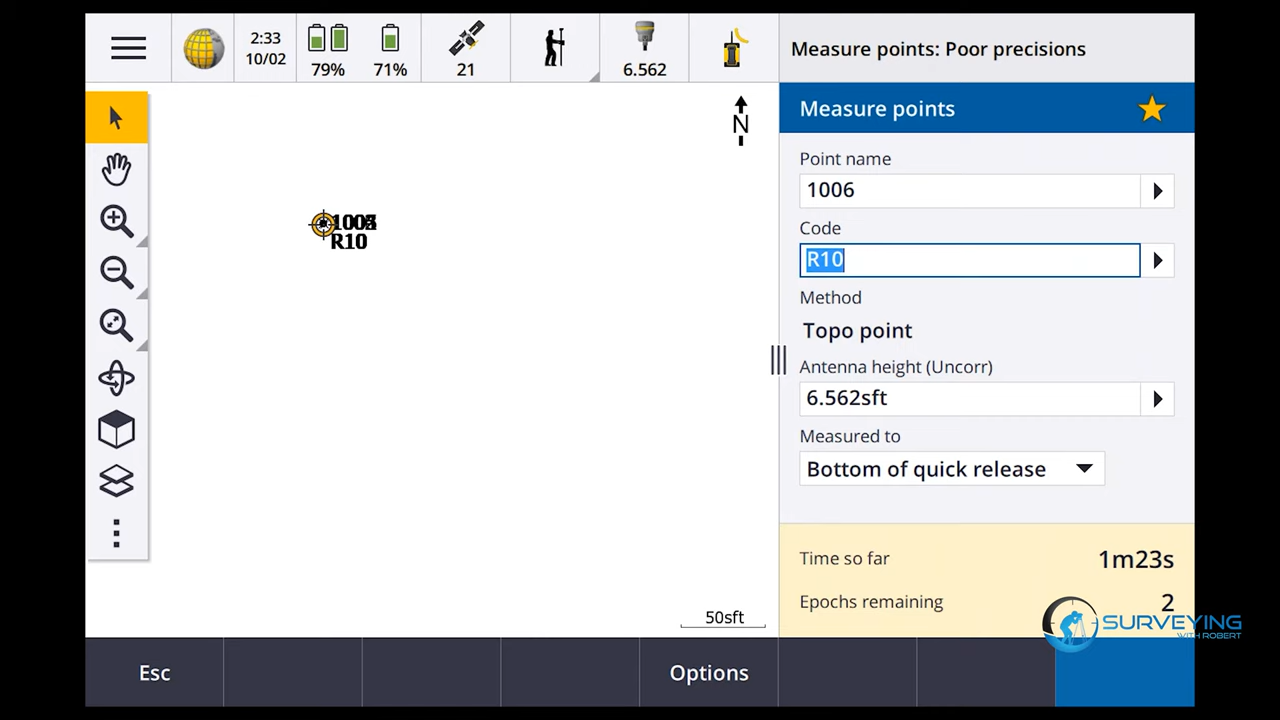 2:33
10/02
79%
71%
21
6.562
Measure points: Poor precisions
Measure points
N
Point name
1006
R10
Code
R10
Method
Topo point
Antenna height (Uncorr)
6.562sft
Measured to
Bottom of quick release
Time so far
1m23s
Epochs remaining
2
50sft
SURVEYING
WITH ROBERT
Esc
Options